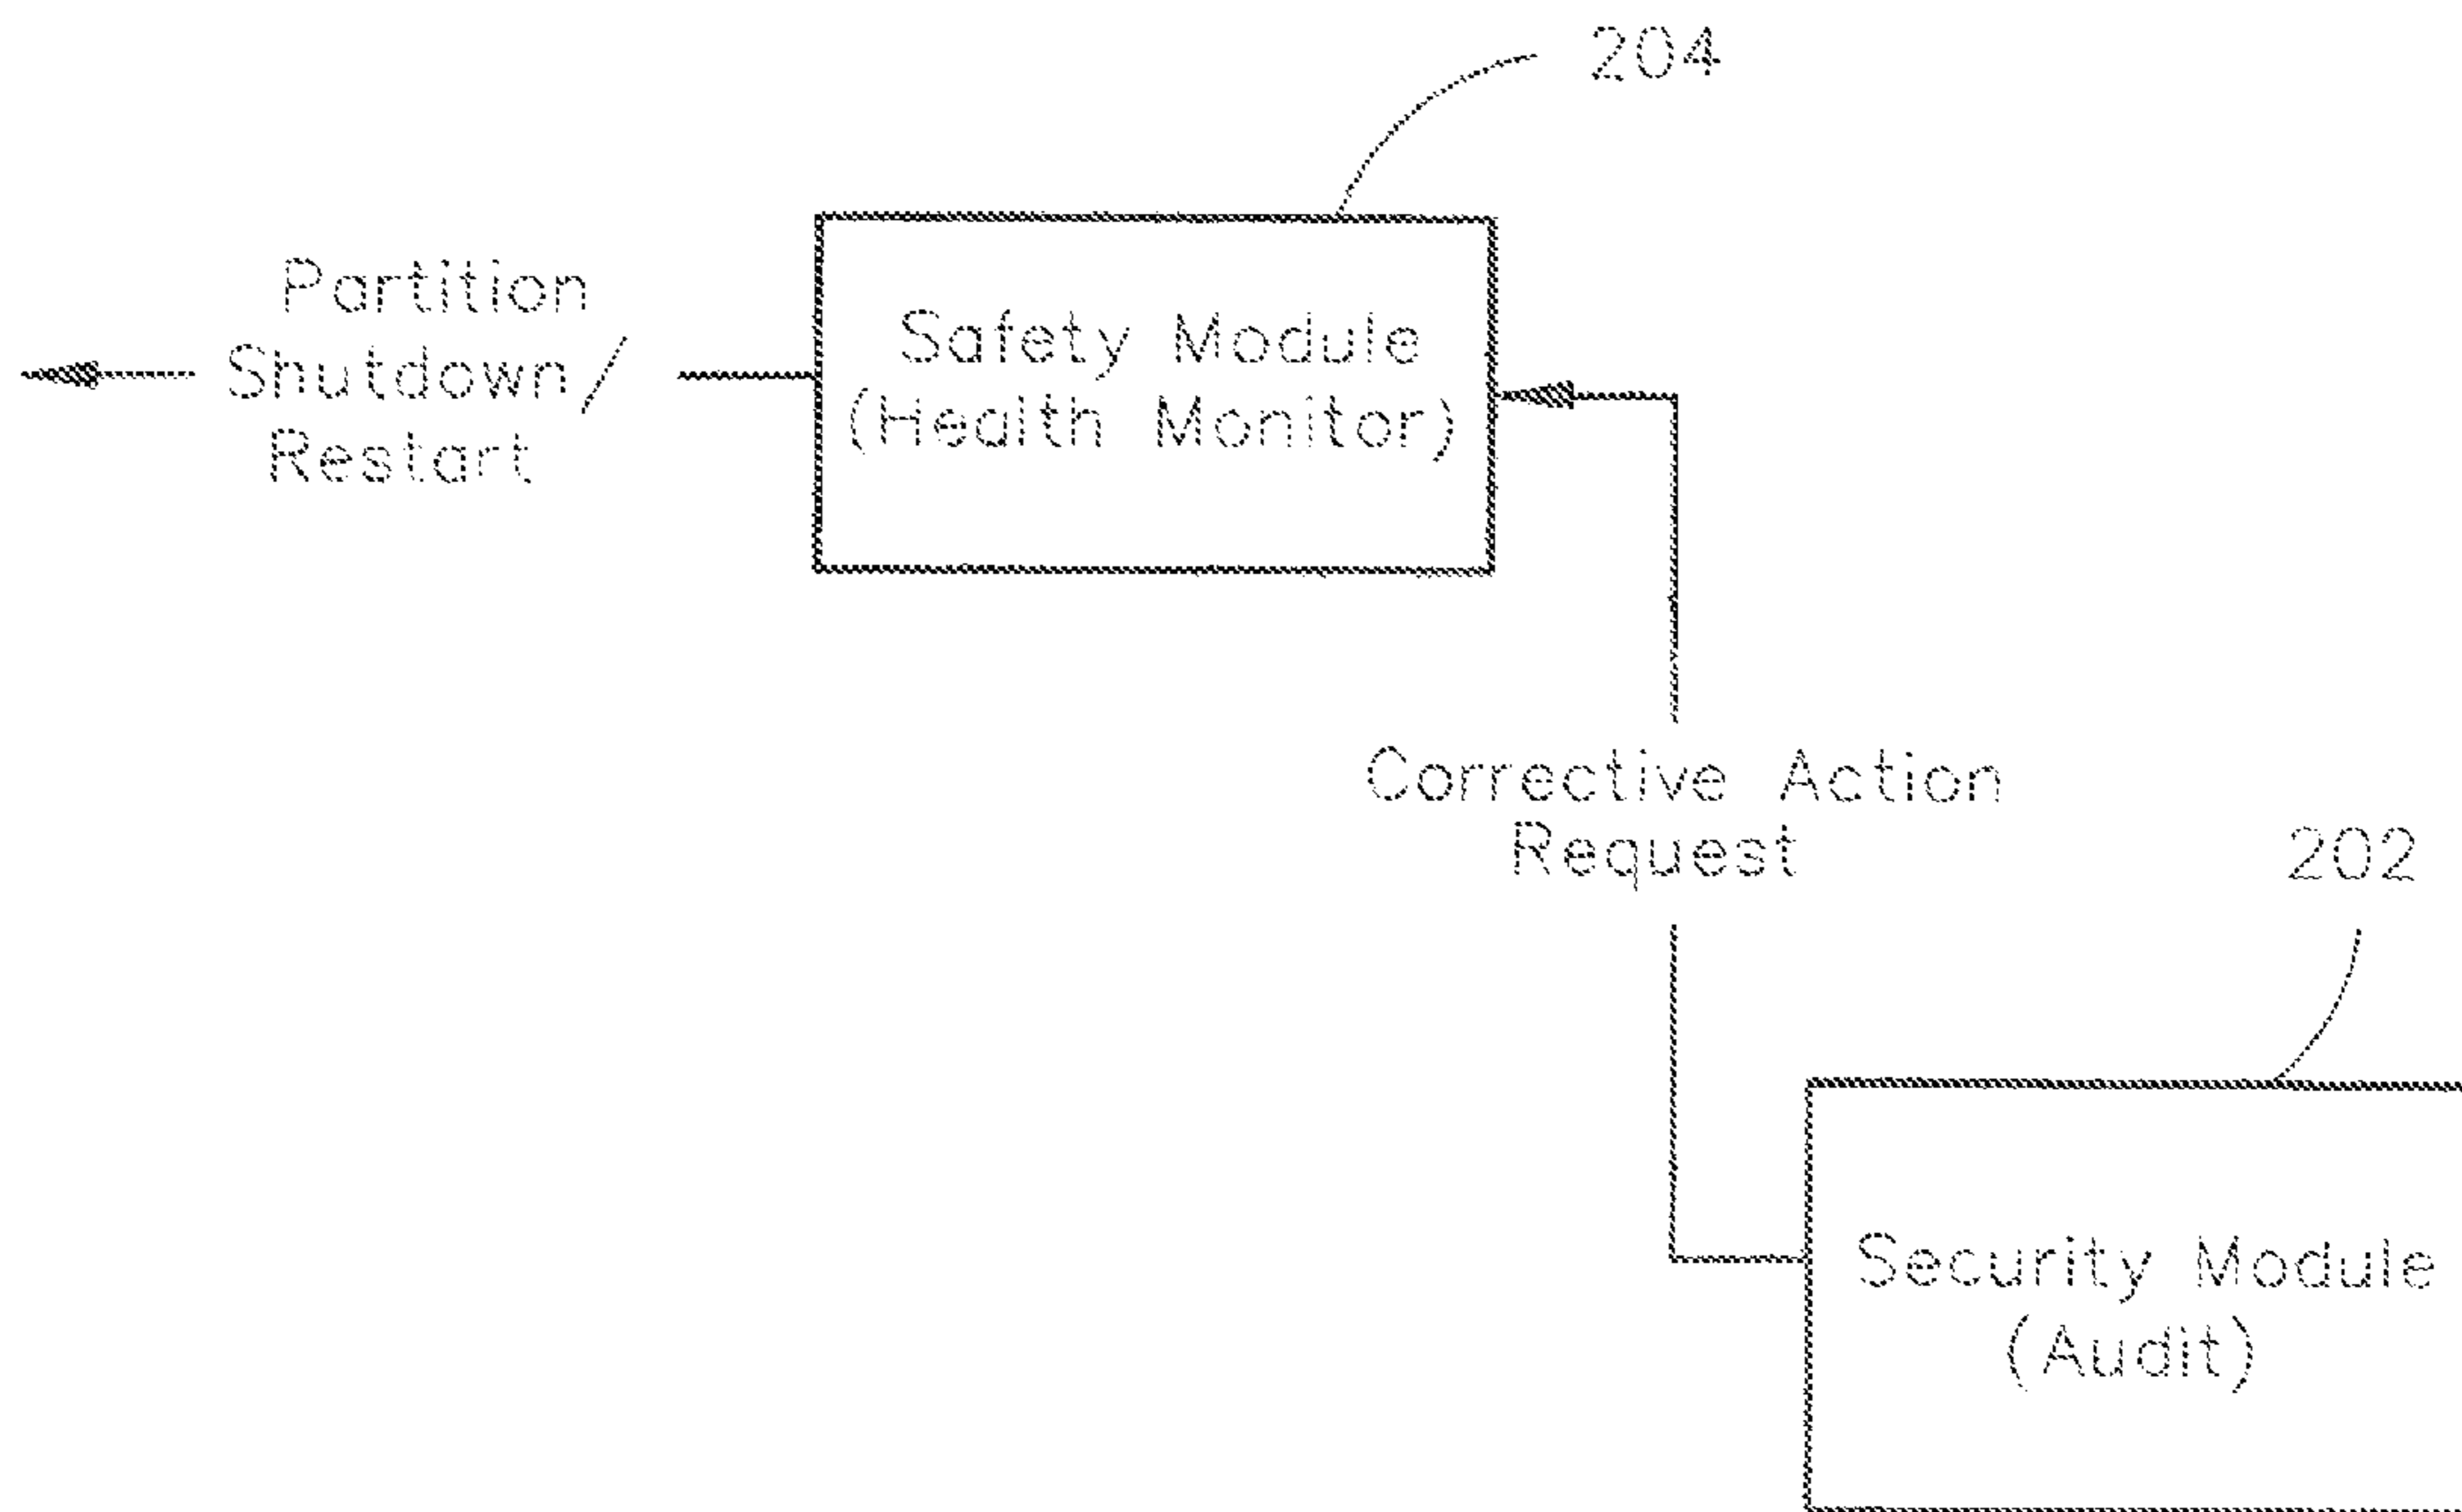 204
Partition
Shutdown/
Restart
Safety Module
(Health Monitor)
Corrective Action
Request
202
Security Module
(Audit)